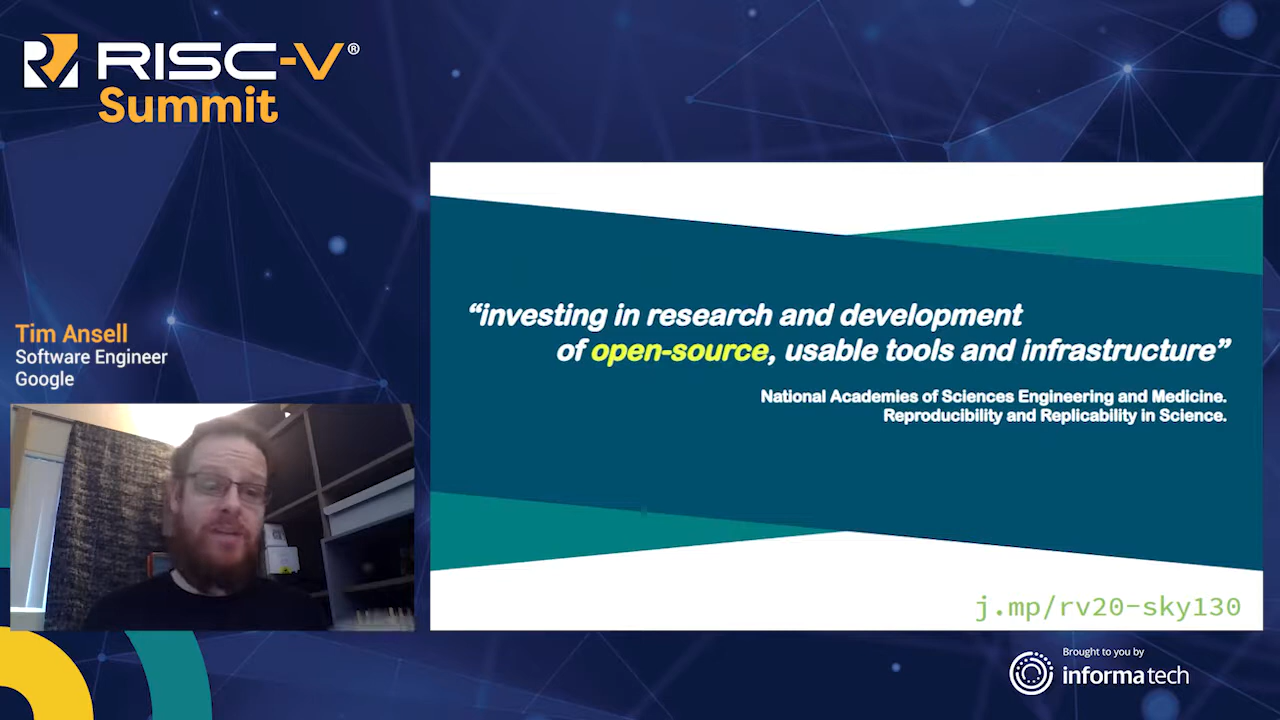 RISC-V®
Summit
Tim Ansell
Software Engineer
Google
“investing in research and development
of open-source, usable tools and infrastructure”
National Academies of Sciences Engineering and Medicine.
Reproducibility and Replicability in Science.
j.mp/rv20-sky130
Brought to you by
informa tech